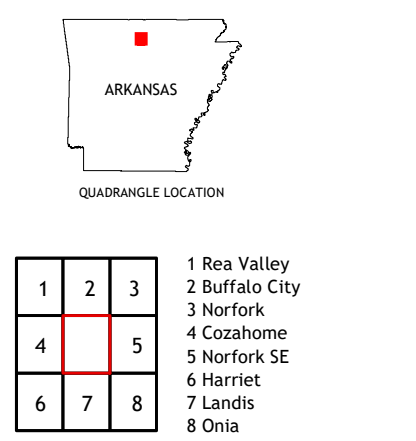 ARKANSAS
QUADRANGLE LOCATION
1 2 3
4 5
6 7 8
1 Rea Valley
2 Buffalo City
3 Norfork
4 Cozahome
5 Norfork SE
6 Harriet
7 Landis
8 Onia